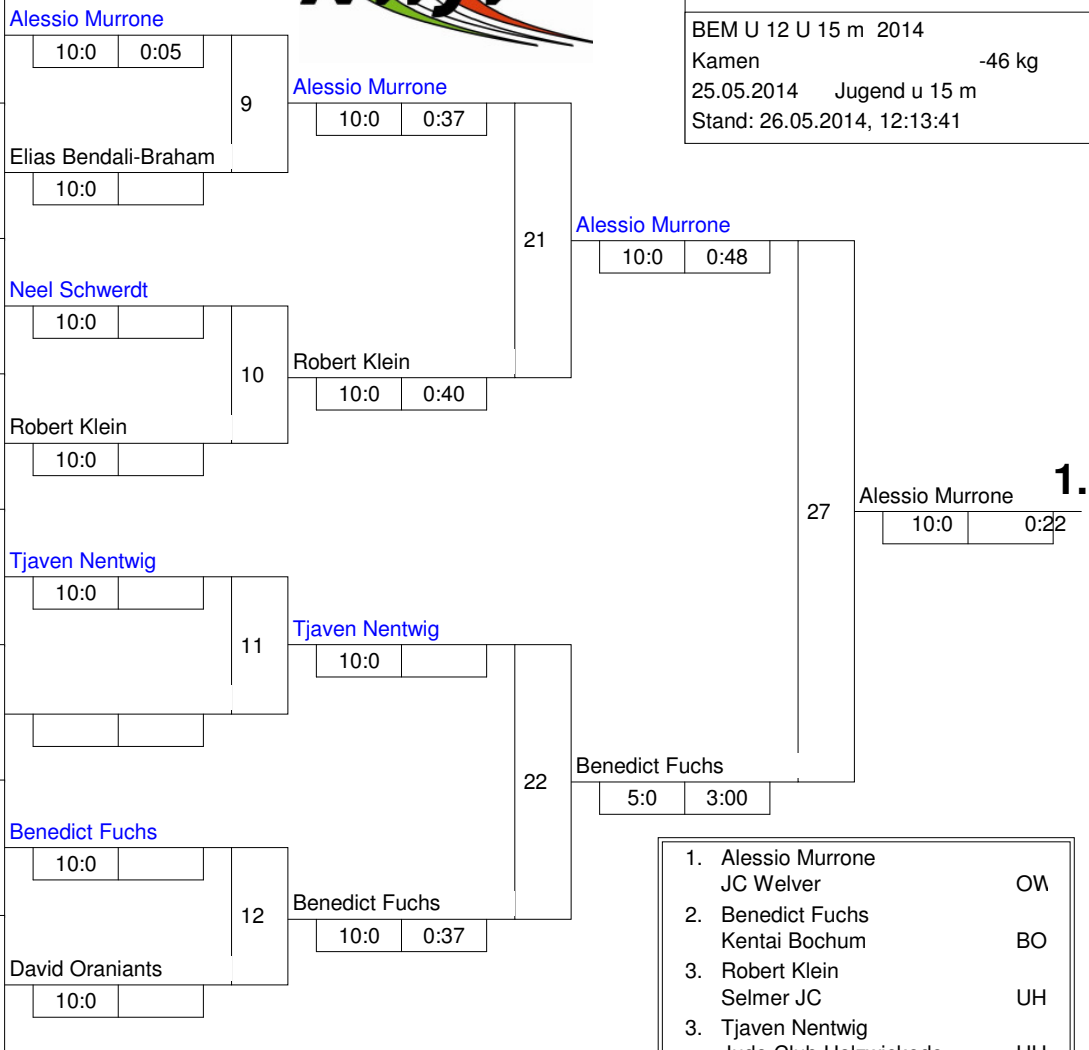 Alessio Murrone
10:0 0:05
9
Elias Bendali-Braham
10:0
Neel Schwerdt
10:0
10
Robert Klein
10:0
Tjaven Nentwig
10:0
11
Benedict Fuchs
10:0
12
David Oraniants
10:0
Alessio Murrone
10:0 0:37
21
Robert Klein
10:0 0:40
Tjaven Nentwig
10:0
22
Benedict Fuchs
10:0 0:37
Alessio Murrone
10:0 0:48
27
Benedict Fuchs
5:0 3:00
Alessio Murrone 1.
10:0 0:22
BEM U 12 U 15 m 2014
Kamen -46 kg
25.05.2014 Jugend u 15 m
Stand: 26.05.2014, 12:13:41
1. Alessio Murrone
JC Welver
2. Benedict Fuchs
Kentai Bochum BO
3. Robert Klein
Selmer JC UH
3. Tjaven Nentwig